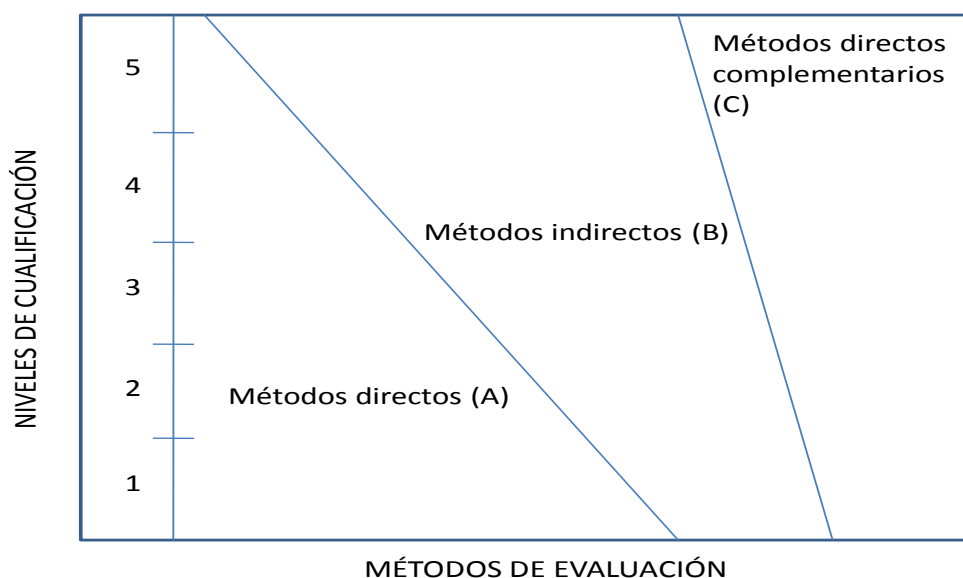 NIVELES DE CUALIFICACIÓN
5
4
3
2
1
Métodos directos
complementarios
(C)
Métodos indirectos (B)
Métodos directos (A)
MÉTODOS DE EVALUACIÓN